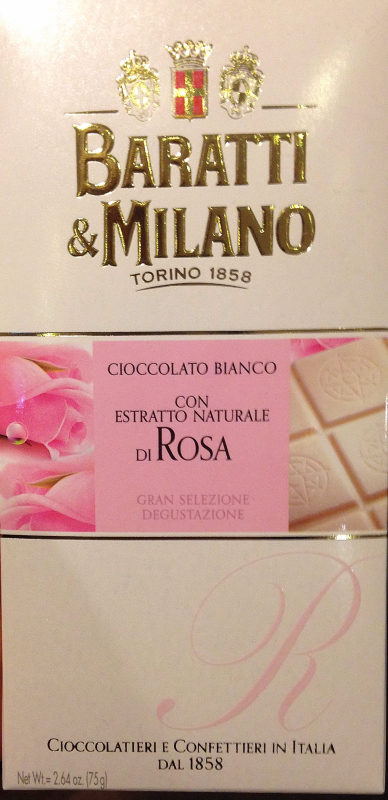 BARATTI
& MILANO
TORINO 1858
CIOCCOLATO BIANCO
CON
ESTRATTO NATURALE
DI ROSA
GRAN SELEZIONE
DEGUSTAZIONE
R
CIOCCOLATIERI E CONFETTIERI IN ITALIA
DAL 1858
Net Wt.= 2.64 oz. (75 g)